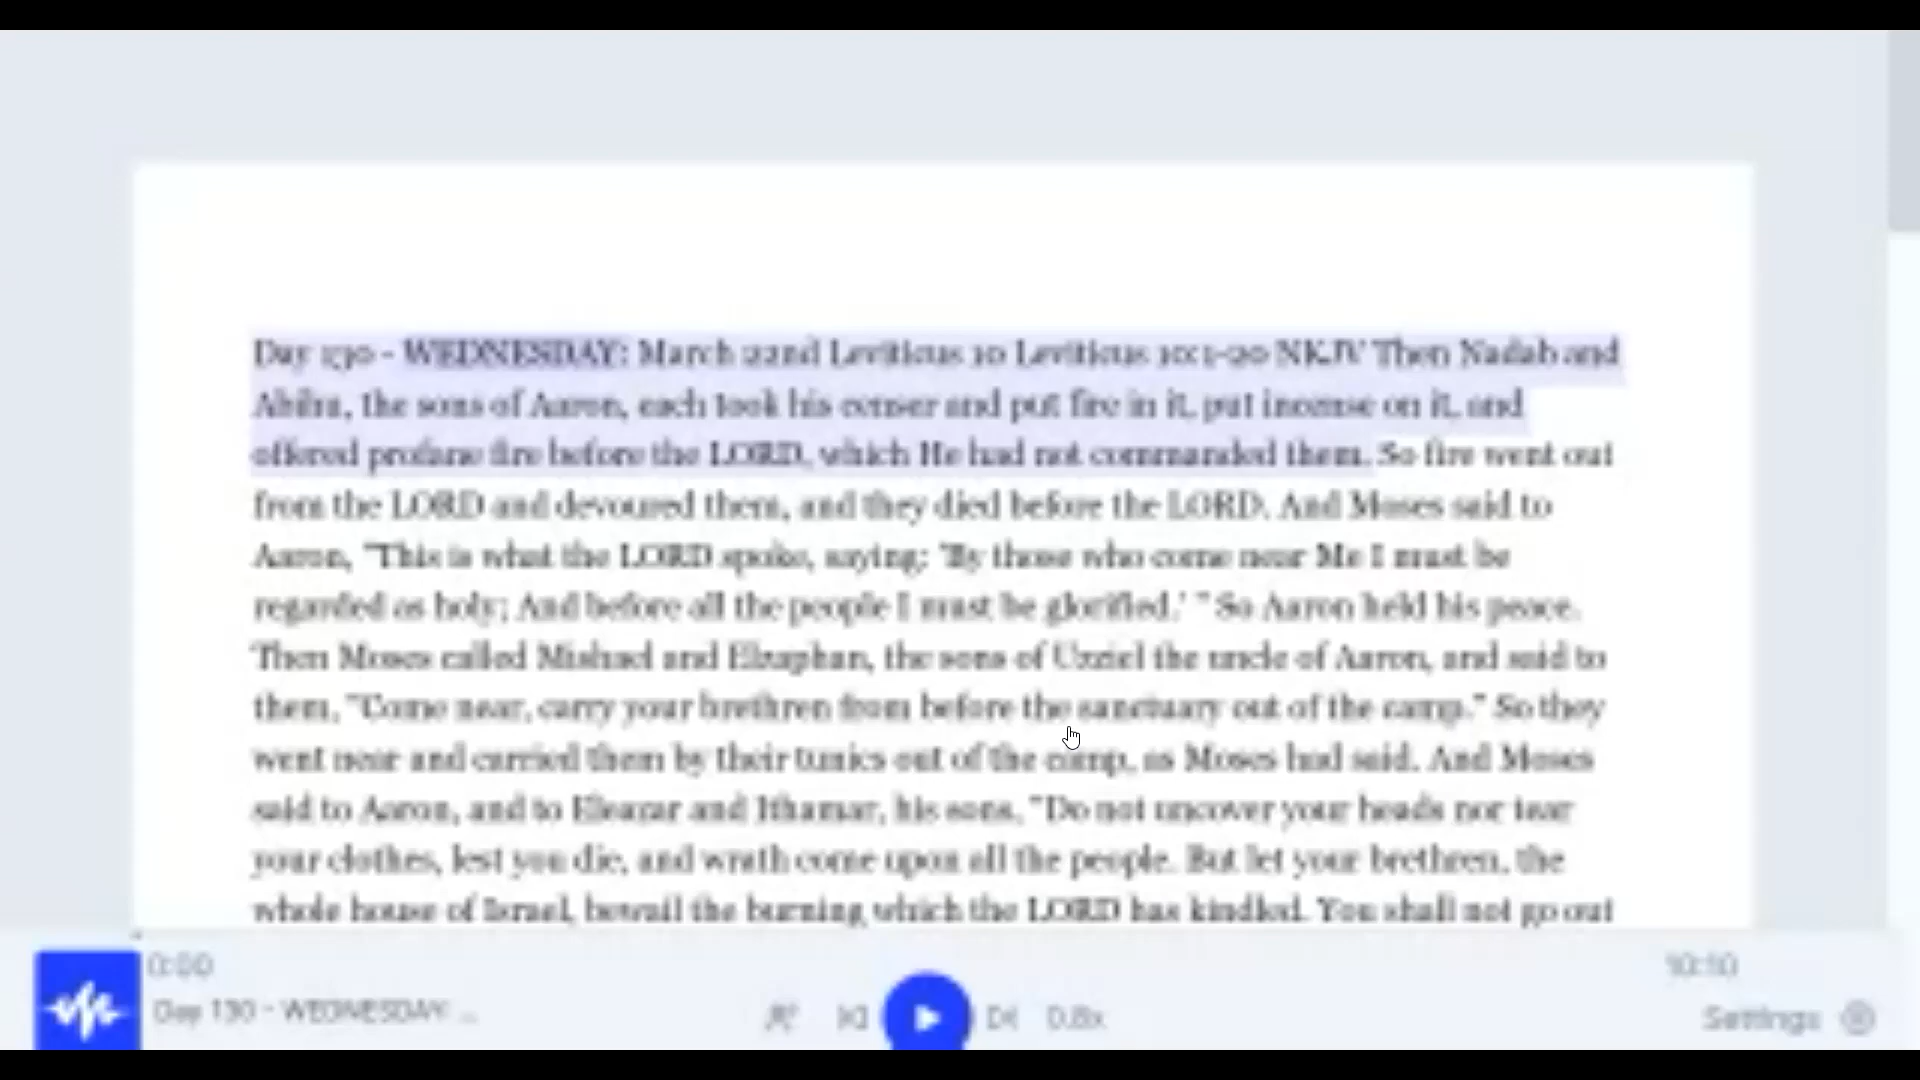 Day 130 - WEDNESDAY: March 22nd Leviticus 10 Leviticus 10:1-20 NKJV Then Nadab and
Abihu, the sons of Aaron, each took his censer and put fire in it, put incense on it, and
offered profane fire before the LORD, which He had not commanded them. So fire went out
from the LORD and devoured them, and they died before the LORD. And Moses said to
Aaron, "This is what the LORD spoke, saying: 'By those who come near Me I must be
regarded as holy; And before all the people I must be glorified.' " So Aaron held his peace.
Then Moses called Mishael and Elzaphan, the sons of Uzziel the uncle of Aaron, and said to
them, "Come near, carry your brethren from before the sanctuary out of the camp." So they
went near and carried them by their tunics out of the camp, as Moses had said. And Moses
said to Aaron, and to Eleazar and Ithamar, his sons, "Do not uncover your heads nor tear
your clothes, lest you die, and wrath come upon all the people. But let your brethren, the
whole house of Israel, bewail the burning which the LORD has kindled. You shall not go out
0:00
10:10
Day 130 - WEDNESDAY: ...
0.8x
Settings